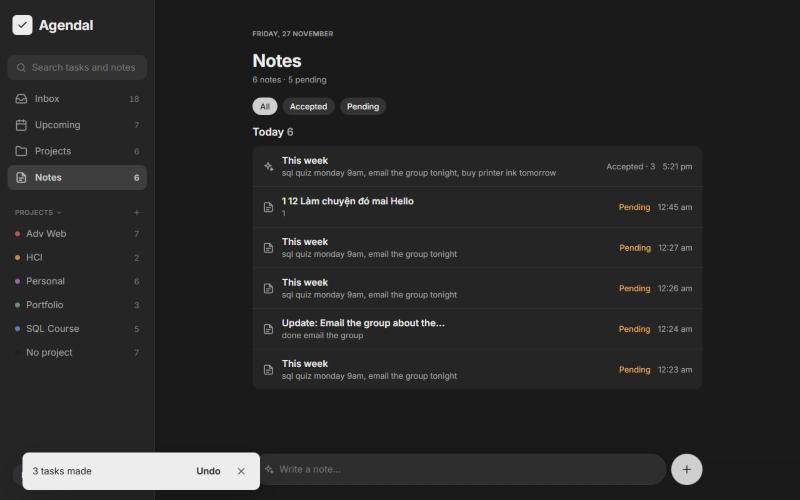 Agendal
Search tasks and notes
Inbox 18
Upcoming 7
Projects 6
Notes 6
PROJECTS
Adv Web 7
HCI 2
Personal 6
Portfolio 3
SQL Course 5
No project 7
3 tasks made Undo
FRIDAY, 27 NOVEMBER
Notes
6 notes · 5 pending
All Accepted Pending
Today 6
This week
sql quiz monday 9am, email the group tonight, buy printer ink tomorrow
Accepted · 3 5:21 pm
1 12 Làm chuyện đó mai Hello
1
Pending 12:45 am
This week
sql quiz monday 9am, email the group tonight
Pending 12:27 am
This week
sql quiz monday 9am, email the group tonight
Pending 12:26 am
Update: Email the group about the...
done email the group
Pending 12:24 am
This week
sql quiz monday 9am, email the group tonight
Pending 12:23 am
Write a note...